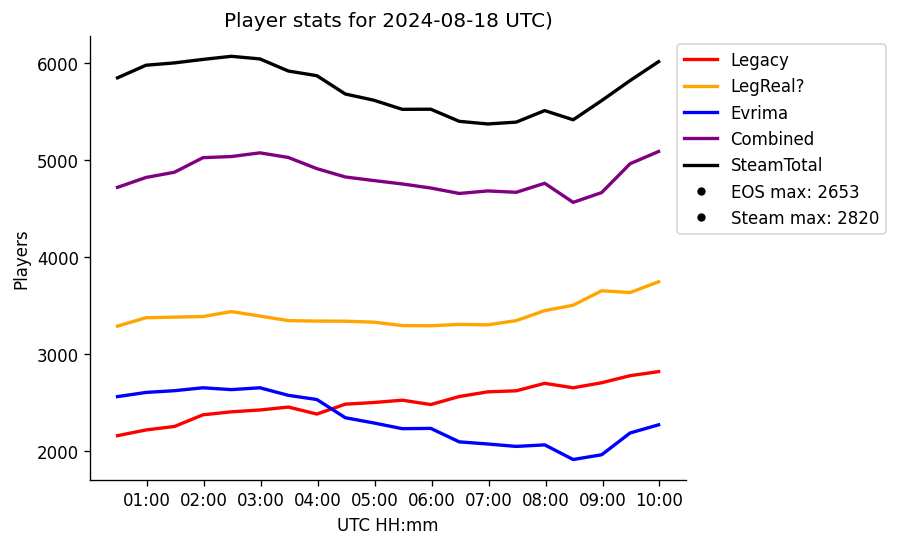 Player stats for 2024-08-18 UTC)
Legacy
LegReal?
Evrima
Combined
SteamTotal
EOS max: 2653
Steam max: 2820
Players
6000
5000
4000
3000
2000
01:00 02:00 03:00 04:00 05:00 06:00 07:00 08:00 09:00 10:00
UTC HH:mm